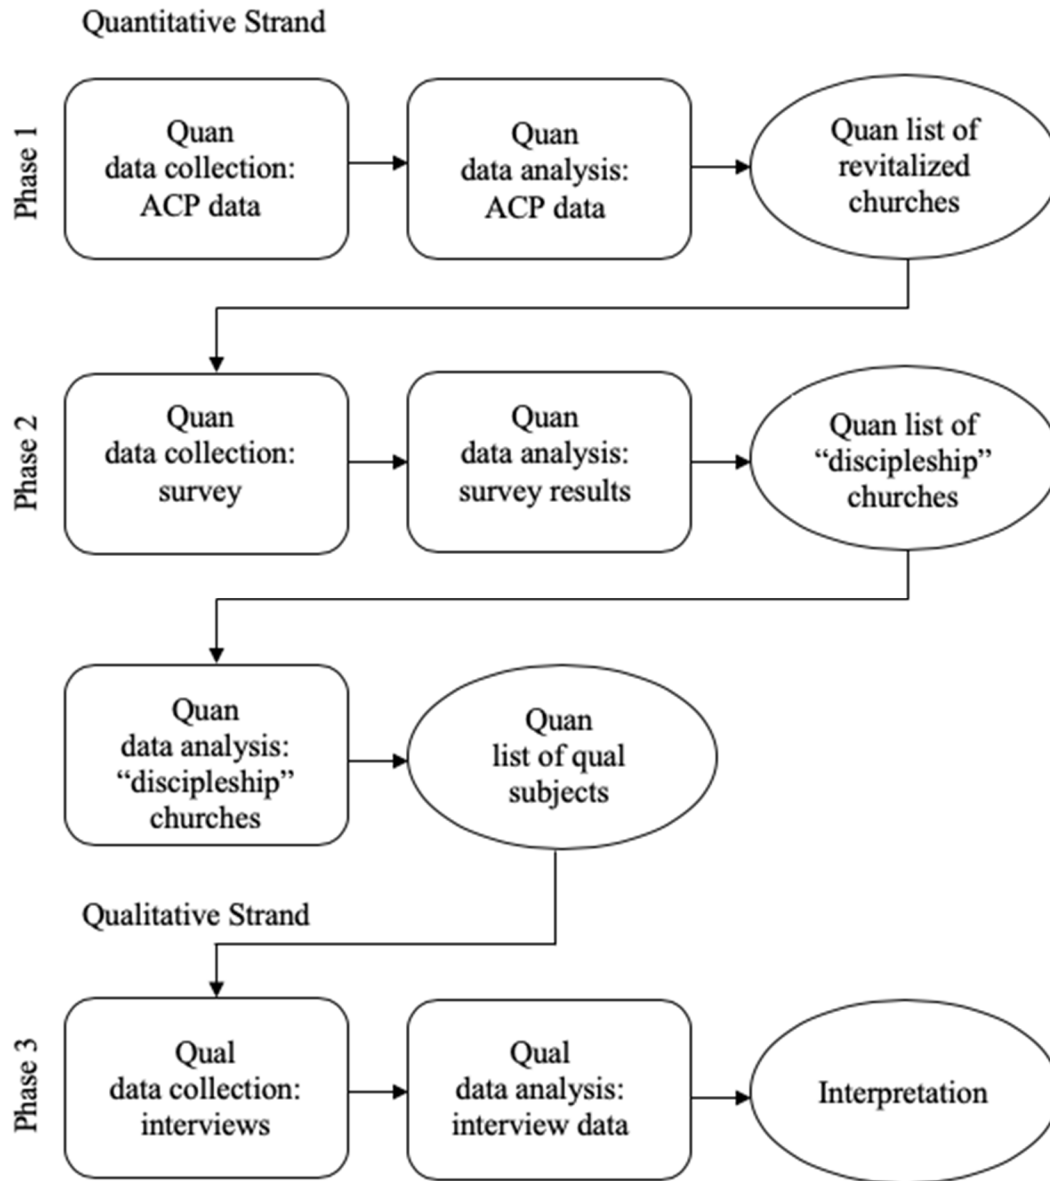 Quantitative Strand
Phase 1
Quan
data collection:
ACP data
Quan
data analysis:
ACP data
Quan list of
revitalized
churches
Phase 2
Quan
data collection:
survey
Quan
data analysis:
survey results
Quan list of
“discipleship”
churches
Quan
data analysis:
“discipleship”
churches
Quan
list of qual
subjects
Qualitative Strand
Phase 3
Qual
data collection:
interviews
Qual
data analysis:
interview data
Interpretation